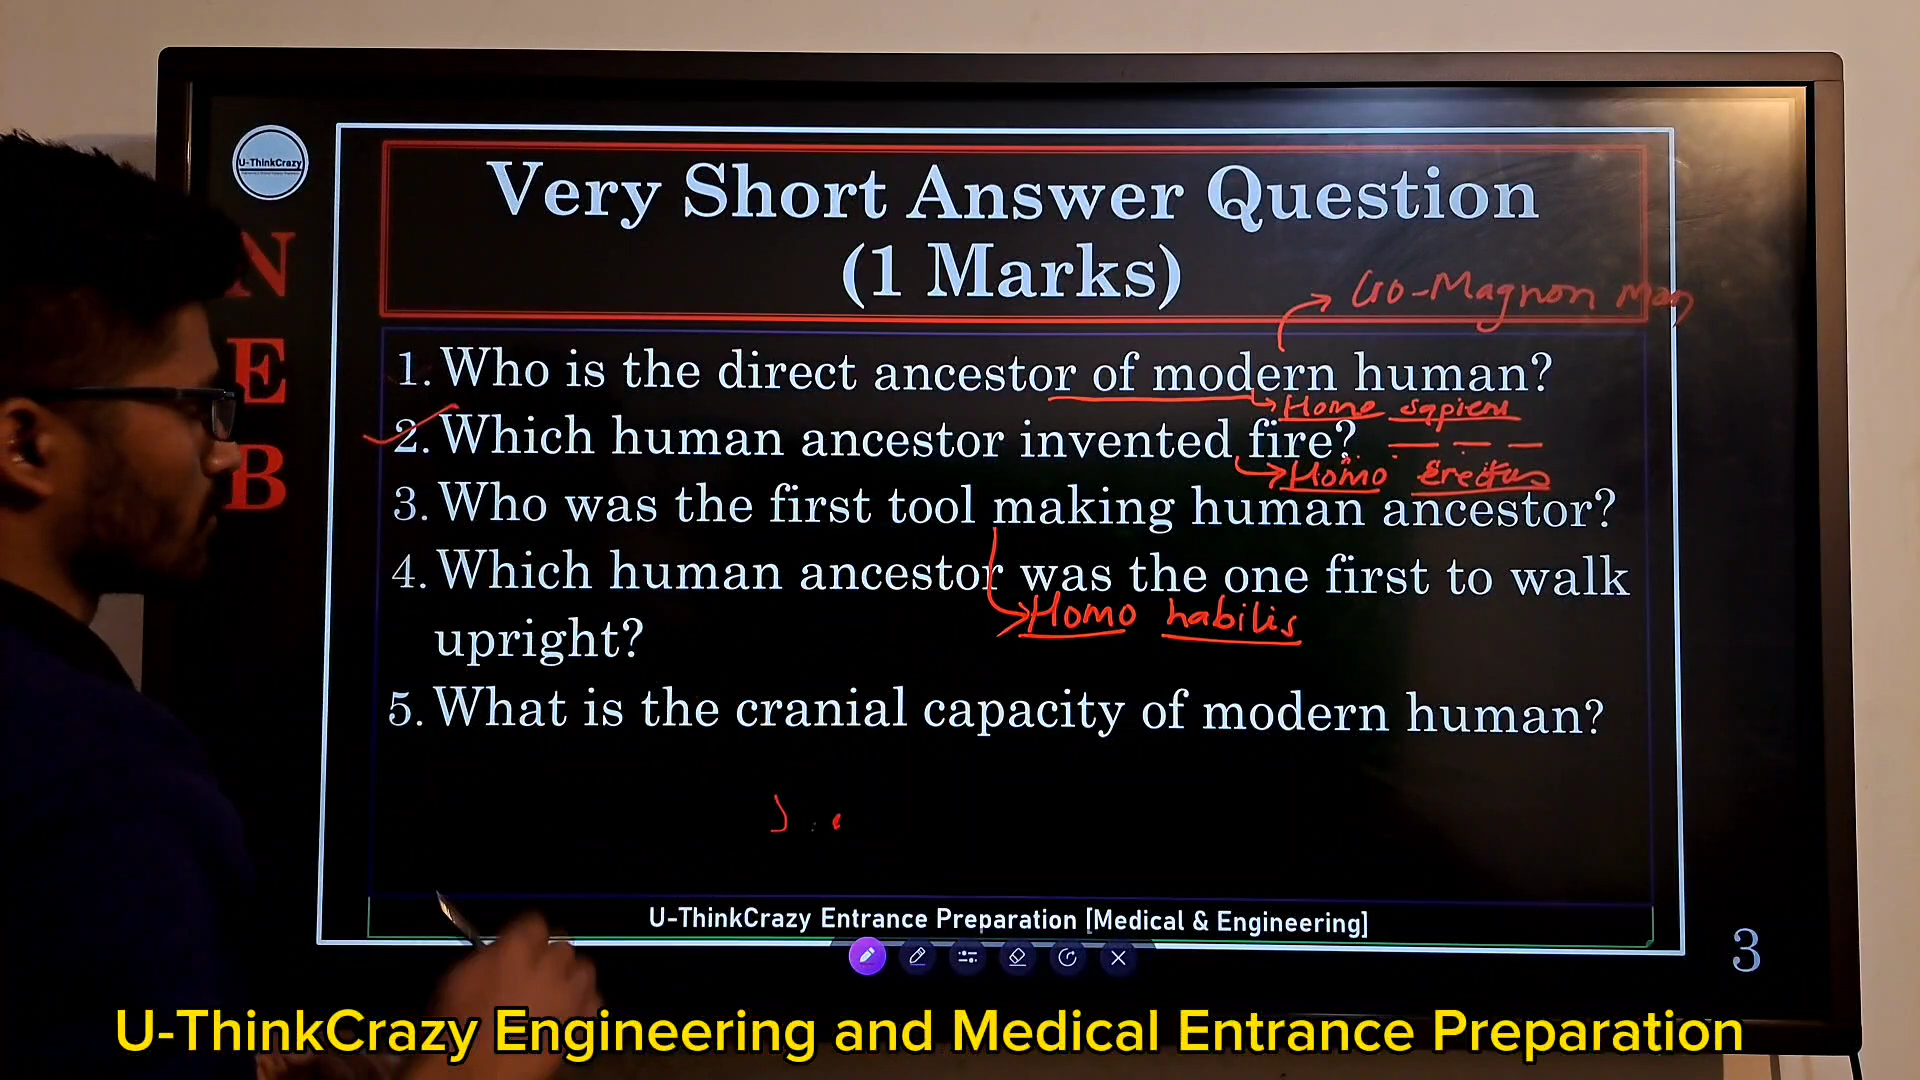 U-ThinkCrazy
N
E
B
Very Short Answer Question
(1 Marks)
Cro-Magnon Man
1. Who is the direct ancestor of modern human?
Homo sapiens
2. Which human ancestor invented fire?
Homo Erectus
3. Who was the first tool making human ancestor?
4. Which human ancestor was the one first to walk
Homo habilis
upright?
5. What is the cranial capacity of modern human?
U-ThinkCrazy Entrance Preparation [Medical & Engineering]
3
U-ThinkCrazy Engineering and Medical Entrance Preparation